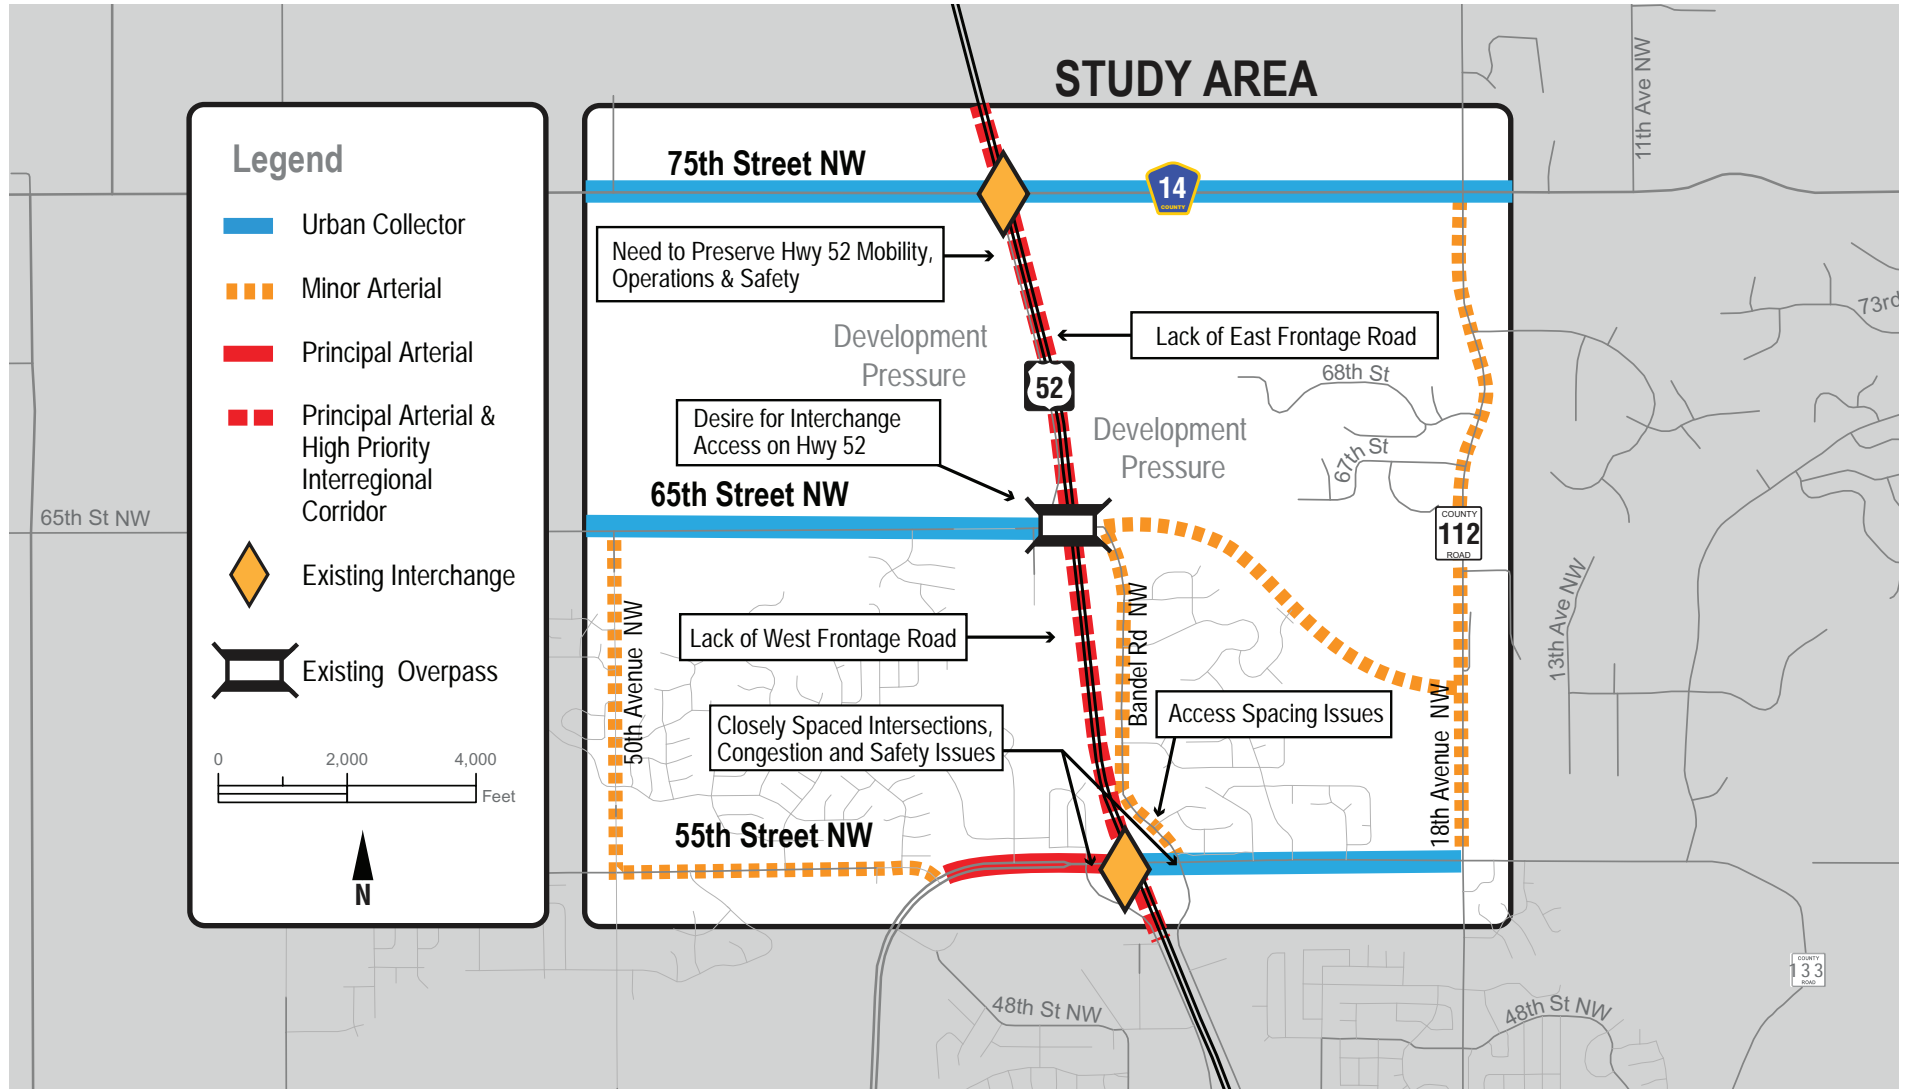 STUDY AREA
11th Ave NW
Legend
Urban Collector
Minor Arterial
Principal Arterial
Principal Arterial &
High Priority
Interregional
Corridor
Existing Interchange
Existing Overpass
0 2,000 4,000
Feet
N
65th St NW
75th Street NW
14
COUNTY
Need to Preserve Hwy 52 Mobility,
Operations & Safety
Development
Pressure
Lack of East Frontage Road
52
68th St
73rd
Desire for Interchange
Access on Hwy 52
Development
Pressure
67th St
65th Street NW
COUNTY
112
ROAD
50th Avenue NW
Lack of West Frontage Road
Bandel Rd NW
13th Ave NW
Closely Spaced Intersections,
Congestion and Safety Issues
Access Spacing Issues
18th Avenue NW
55th Street NW
COUNTY
133
ROAD
48th St NW
48th St NW